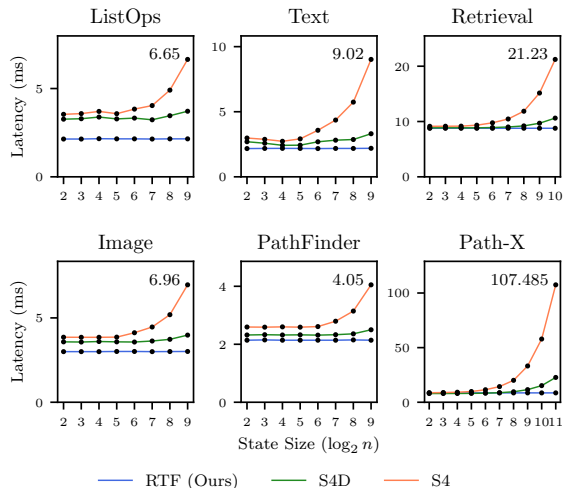 ListOps
Text
Retrieval
Latency (ms)
6.65
9.02
21.23
5
0
2 3 4 5 6 7 8 9
10
5
0
2 3 4 5 6 7 8 9
20
10
0
2 3 4 5 6 7 8 9 10
Image
PathFinder
Path-X
Latency (ms)
6.96
4.05
107.485
5
0
2 3 4 5 6 7 8 9
4
2
0
2 3 4 5 6 7 8 9
100
50
0
2 3 4 5 6 7 8 9 10 11
State Size (log₂ n)
RTF (Ours)
S4D
S4